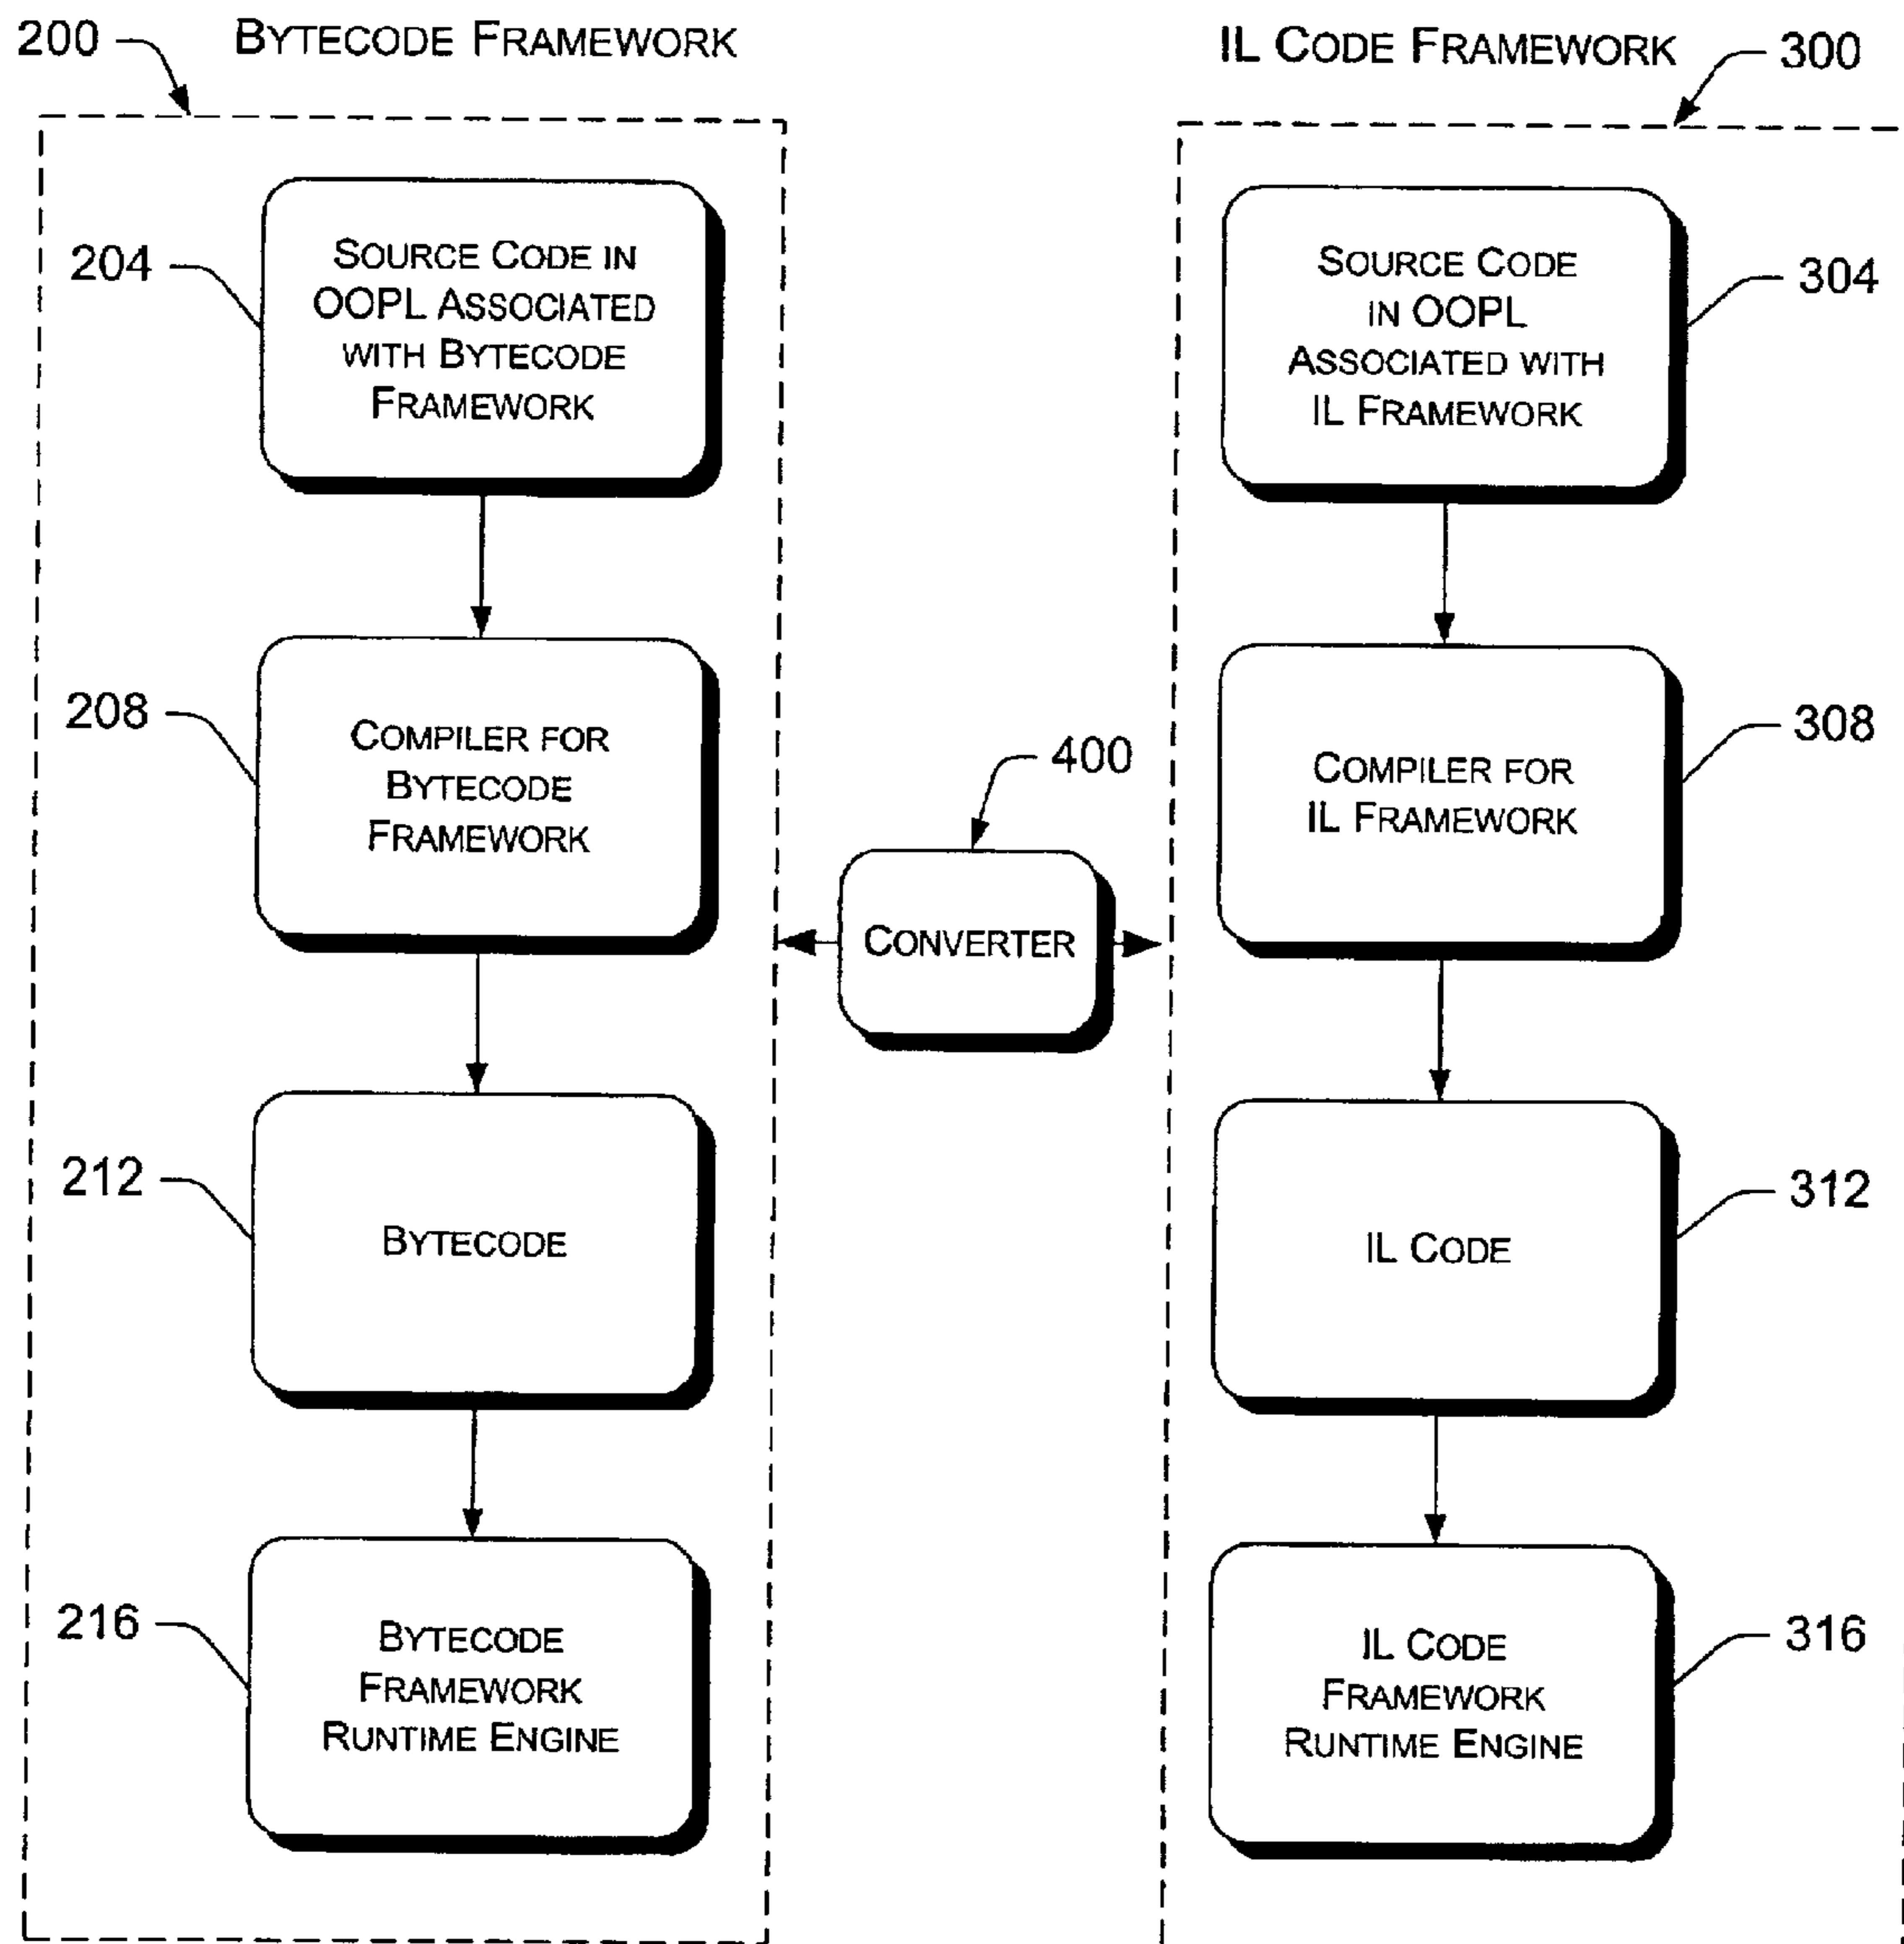 200
BYTECODE FRAMEWORK
IL CODE FRAMEWORK
300
204
SOURCE CODE IN
OOPL ASSOCIATED
WITH BYTECODE
FRAMEWORK
SOURCE CODE
IN OOPL
ASSOCIATED WITH
IL FRAMEWORK
304
208
COMPILER FOR
BYTECODE
FRAMEWORK
400
CONVERTER
COMPILER FOR
IL FRAMEWORK
308
212
BYTECODE
IL CODE
312
216
BYTECODE
FRAMEWORK
RUNTIME ENGINE
IL CODE
FRAMEWORK
RUNTIME ENGINE
316